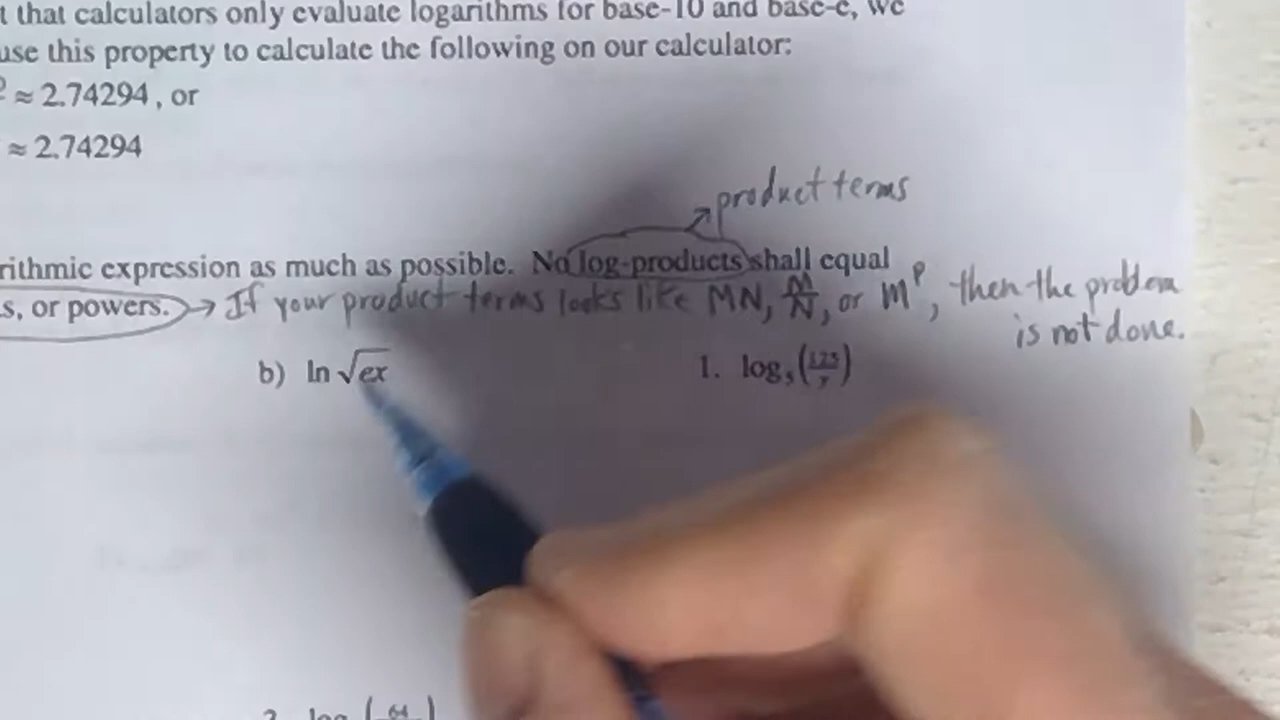 t that calculators only evaluate logarithms for base-10 and base-e, we
use this property to calculate the following on our calculator:
≈ 2.74294 , or
≈ 2.74294
product terms
rithmic expression as much as possible. No log-products shall equal
s, or powers. → If your product terms looks like MN, M/N, or M^P, then the problem
is not done.
b) ln √ex
1. log₅(125/y)
log (64